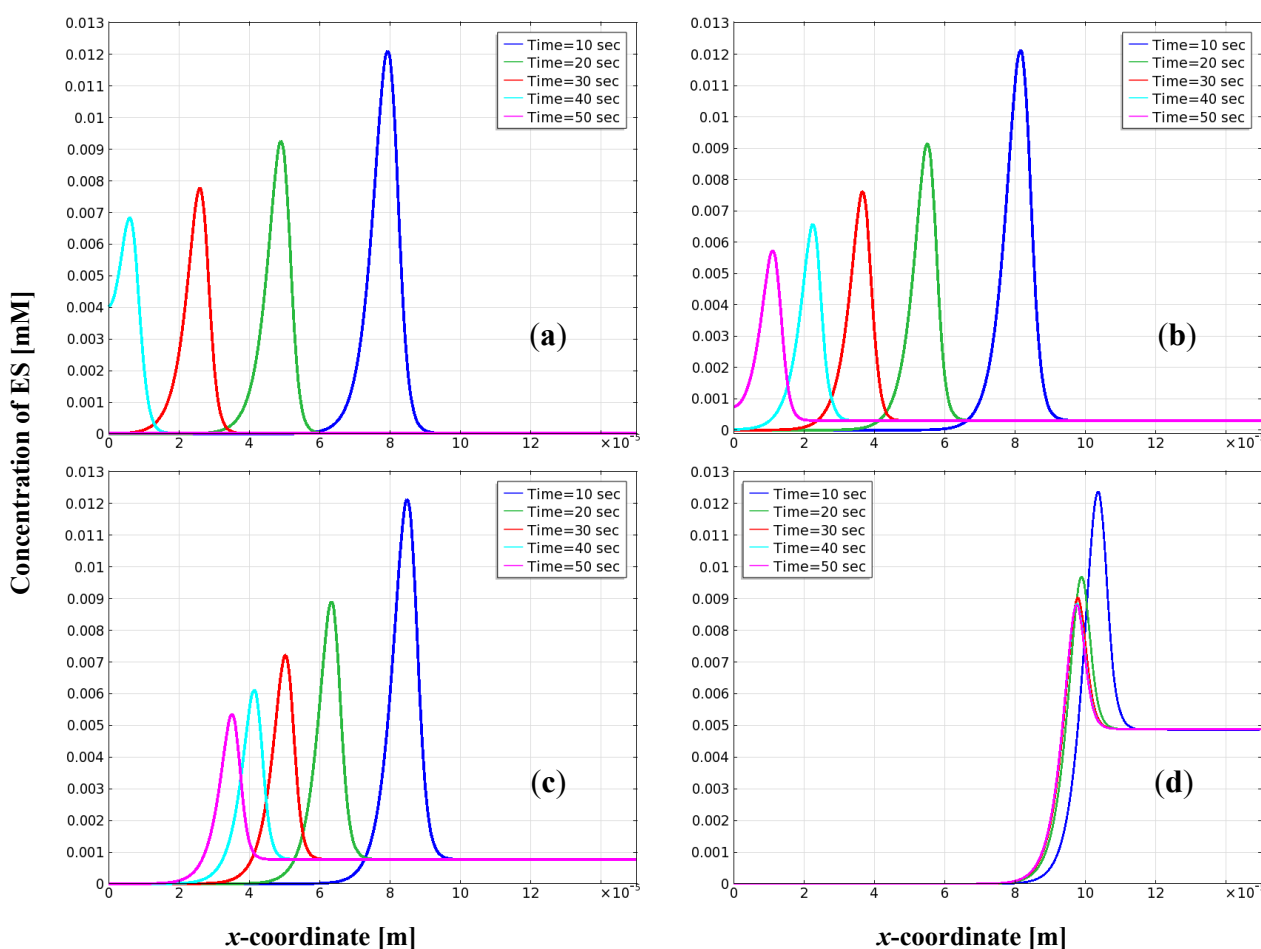 0.013
0.012
0.011
0.01
0.009
0.008
0.007
0.006
0.005
0.004
0.003
0.002
0.001
0
0 2 4 6 8 10 12 ×10⁻⁵
Time=10 sec
Time=20 sec
Time=30 sec
Time=40 sec
Time=50 sec
(a)
0.013
0.012
0.011
0.01
0.009
0.008
0.007
0.006
0.005
0.004
0.003
0.002
0.001
0
0 2 4 6 8 10 12 ×10⁻
Time=10 sec
Time=20 sec
Time=30 sec
Time=40 sec
Time=50 sec
(b)
Concentration of ES [mM]
0.013
0.012
0.011
0.01
0.009
0.008
0.007
0.006
0.005
0.004
0.003
0.002
0.001
0
0 2 4 6 8 10 12 ×10⁻⁵
Time=10 sec
Time=20 sec
Time=30 sec
Time=40 sec
Time=50 sec
(c)
0.013
0.012
0.011
0.01
0.009
0.008
0.007
0.006
0.005
0.004
0.003
0.002
0.001
0
0 2 4 6 8 10 12 ×10⁻
Time=10 sec
Time=20 sec
Time=30 sec
Time=40 sec
Time=50 sec
(d)
x-coordinate [m]
x-coordinate [m]